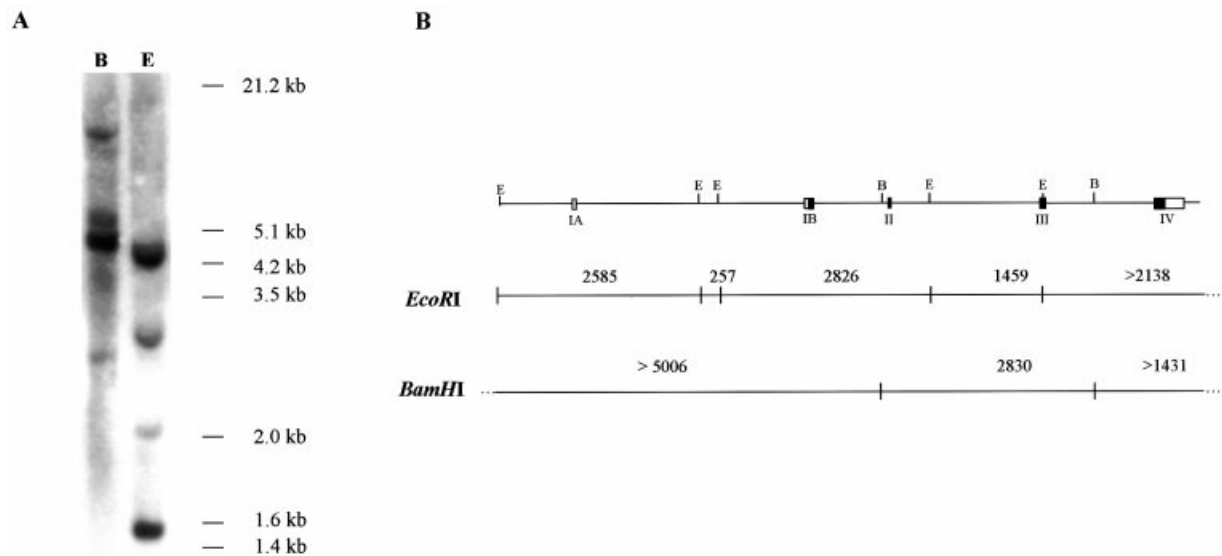 A
B E
21.2 kb
5.1 kb
4.2 kb
3.5 kb
2.0 kb
1.6 kb
1.4 kb
B
E E E B E E B
IA IB II III IV
2585 257 2826 1459 >2138
EcoRI ...
> 5006 2830 >1431
BamHI ... ...